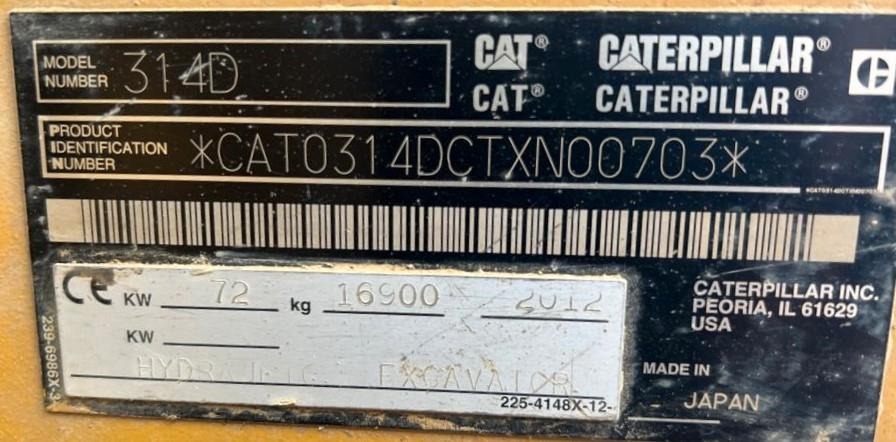 MODEL NUMBER 314D
CAT® CATERPILLAR®
CAT® CATERPILLAR®
PRODUCT IDENTIFICATION NUMBER *CAT0314DCTXN00703*
*CAT0314DCTXN00703*
CE KW 72 kg 16900 2012
KW
HYDRAULIC EXCAVATOR
225-4148X-12
239-6986X-3
CATERPILLAR INC.
PEORIA, IL 61629
USA
MADE IN
JAPAN